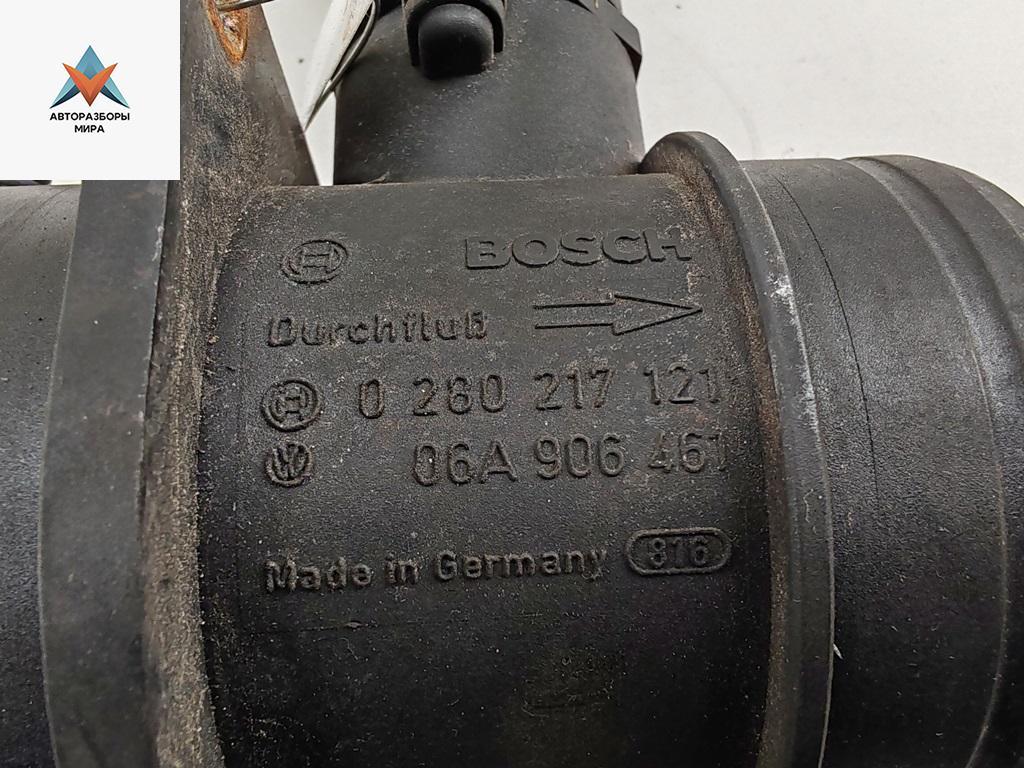 АВТОРАЗБОРЫ
МИРА
BOSCH
Durchfluß
0 280 217 121
06A 906 461
Made in Germany 816